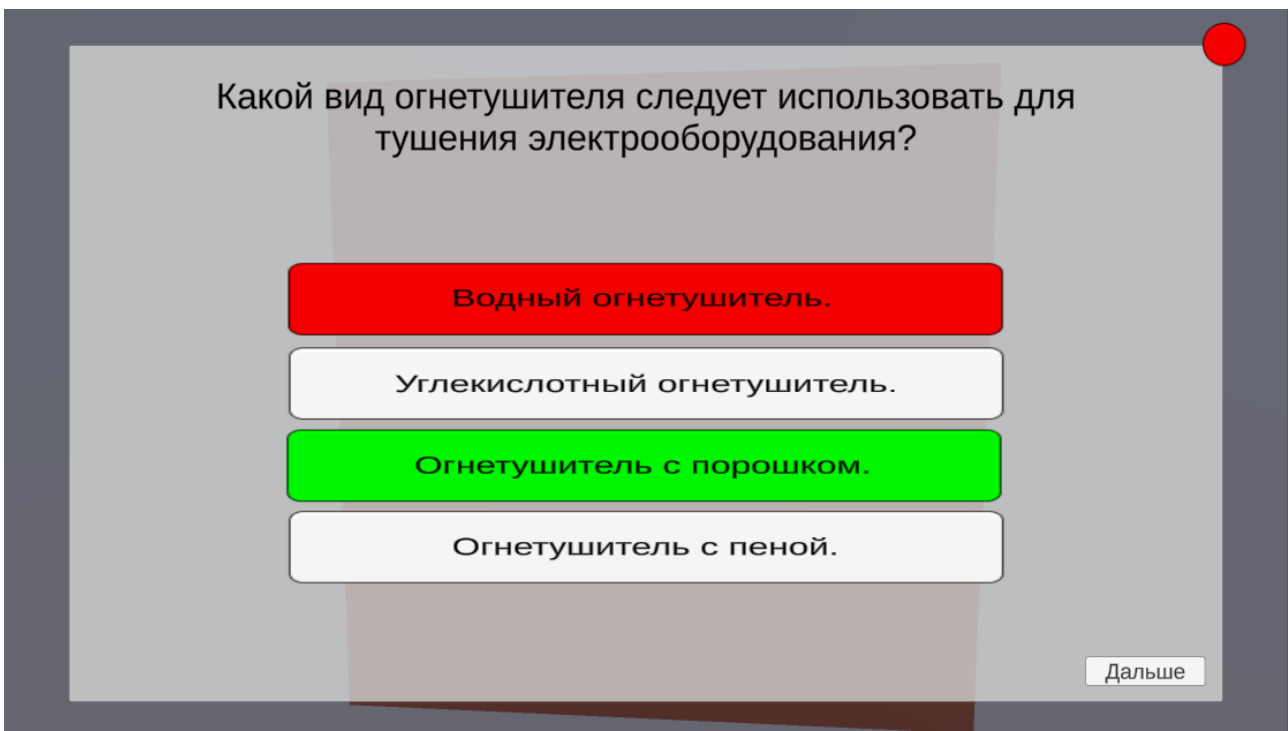 Какой вид огнетушителя следует использовать для
тушения электрооборудования?
Водный огнетушитель.
Углекислотный огнетушитель.
Огнетушитель с порошком.
Огнетушитель с пеной.
Дальше